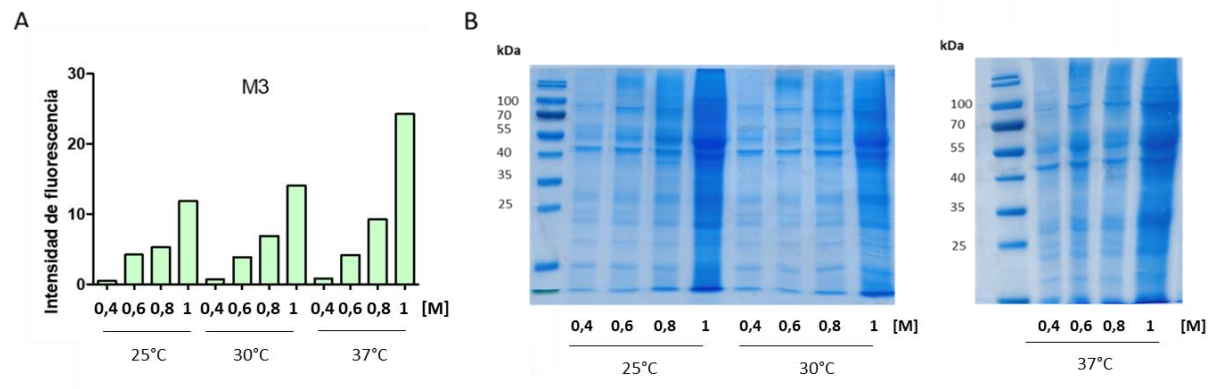 A
Intensidad de fluorescencia
30
20
10
0
M3
0,4 0,6 0,8 1 0,4 0,6 0,8 1 0,4 0,6 0,8 1 [M]
25°C 30°C 37°C
B
kDa
100
70
55
40
35
25
0,4 0,6 0,8 1 0,4 0,6 0,8 1 [M]
25°C 30°C
kDa
100
70
55
40
35
25
0,4 0,6 0,8 1 [M]
37°C